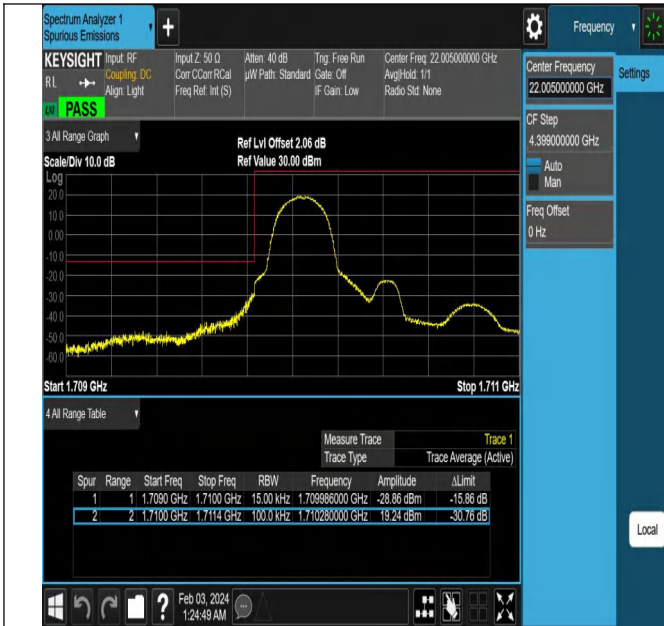 Spectrum Analyzer 1
Spurious Emissions
Frequency
KEYSIGHT Input: RF
Coupling: DC
Align: Light
Input Z: 50 Ω
Corr CCorr RCal
Freq Ref: Int (S)
Atten: 40 dB
µW Path: Standard
Trig: Free Run
Gate: Off
IF Gain: Low
Center Freq: 22.005000000 GHz
Avg|Hold: 1/1
Radio Std: None
RL
LXI PASS
Center Frequency
22.005000000 GHz
Settings
CF Step
4.399000000 GHz
Auto
Man
Freq Offset
0 Hz
3 All Range Graph
Scale/Div 10.0 dB
Ref Lvl Offset 2.06 dB
Ref Value 30.00 dBm
Log
20.0
10.0
0.00
-10.0
-20.0
-30.0
-40.0
-50.0
-60.0
Start 1.709 GHz Stop 1.711 GHz
4 All Range Table
Measure Trace Trace 1
Trace Type Trace Average (Active)
Spur Range Start Freq Stop Freq RBW Frequency Amplitude ΔLimit
1 1 1.7090 GHz 1.7100 GHz 15.00 kHz 1.709986000 GHz -28.86 dBm -15.86 dB
2 2 1.7100 GHz 1.7114 GHz 100.0 kHz 1.710280000 GHz 19.24 dBm -30.76 dB
Local
Feb 03, 2024
1:24:49 AM